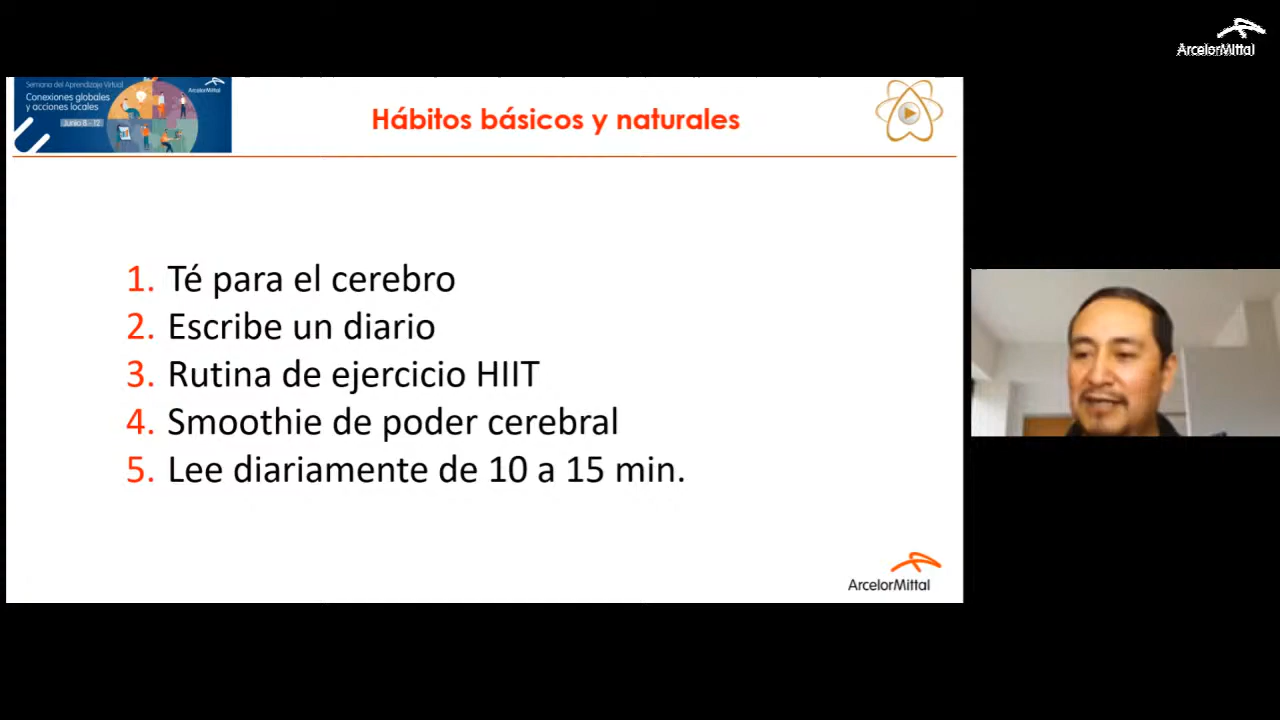 ArcelorMittal
Semana del Aprendizaje Virtual
Conexiones globales
y acciones locales
Junio 8 - 12
ArcelorMittal
Hábitos básicos y naturales
1. Té para el cerebro
2. Escribe un diario
3. Rutina de ejercicio HIIT
4. Smoothie de poder cerebral
5. Lee diariamente de 10 a 15 min.
ArcelorMittal